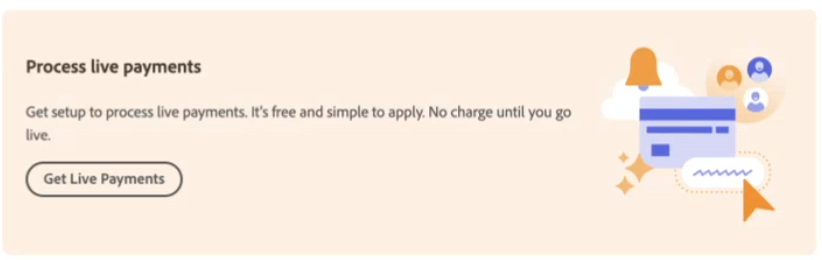 Process live payments
Get setup to process live payments. It's free and simple to apply. No charge until you go
live.
Get Live Payments